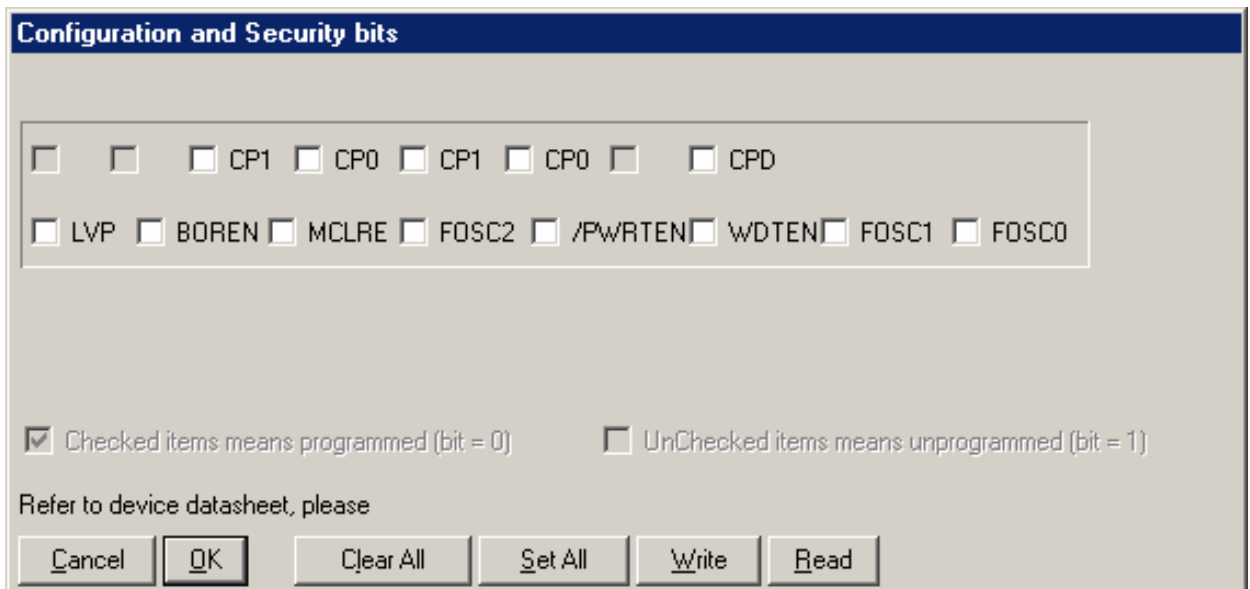 Configuration and Security bits
CP1 CP0 CP1 CP0 CPD
LVP BOREN MCLRE FOSC2 /PWRTEN WDTEN FOSC1 FOSC0
Checked items means programmed (bit = 0) UnChecked items means unprogrammed (bit = 1)
Refer to device datasheet, please
Cancel OK Clear All Set All Write Read